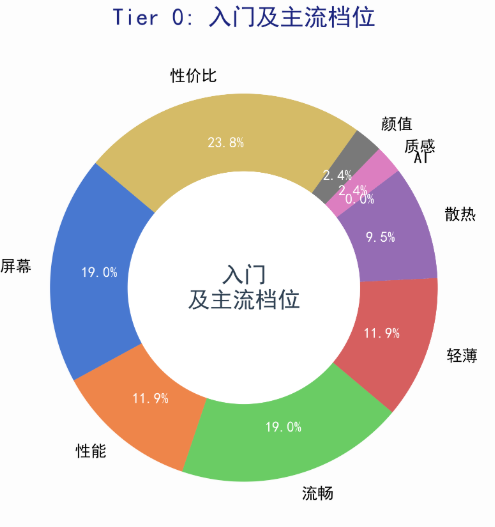 Tier 0: 入门及主流档位
性价比
颜值
质感
AI
散热
轻薄
流畅
性能
屏幕
23.8%
2.4%
2.4%
0.0%
9.5%
11.9%
19.0%
11.9%
19.0%
入门
及主流档位